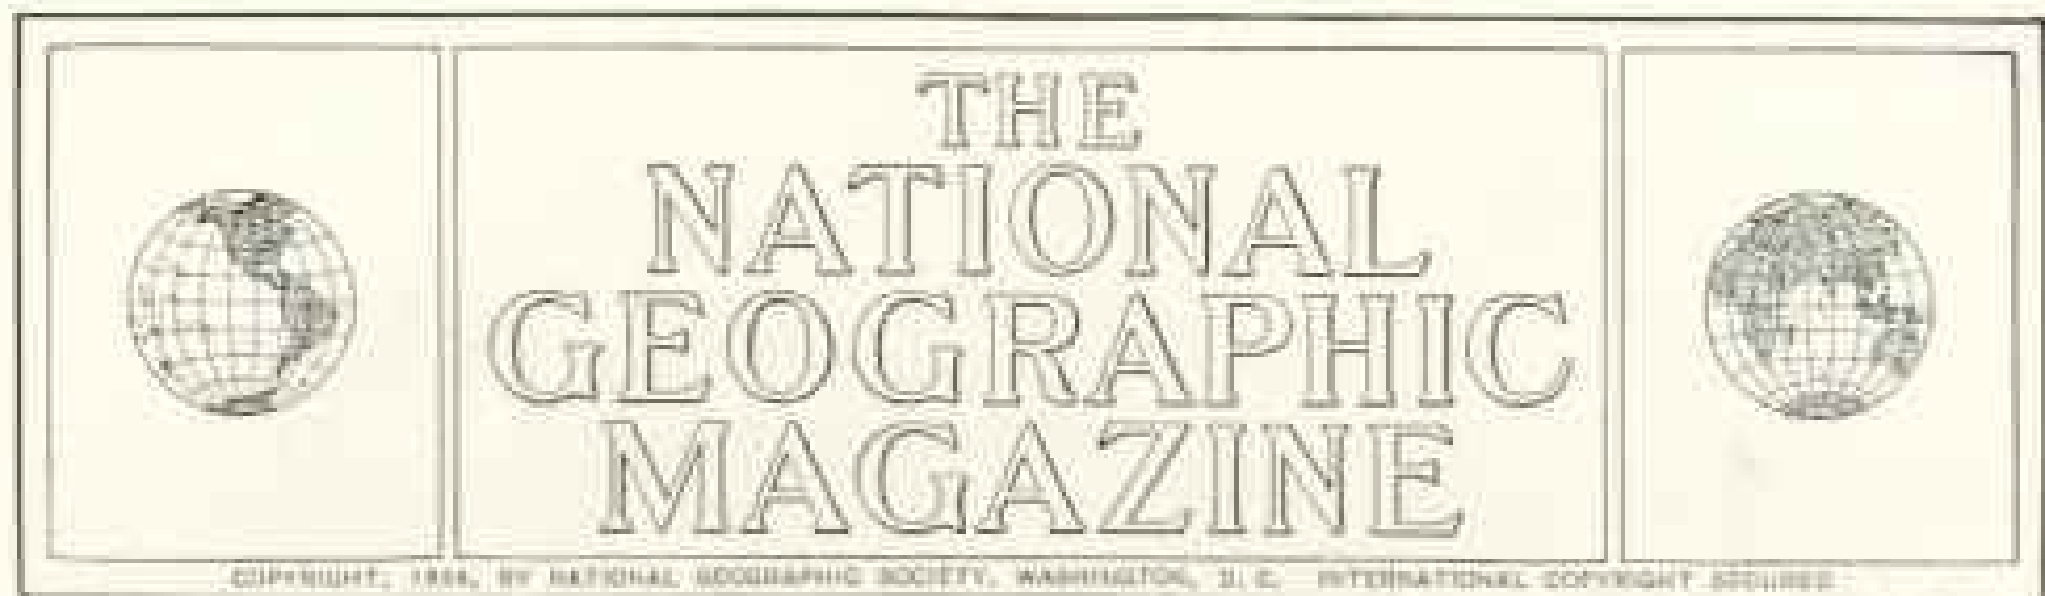 THE
NATIONAL
GEOGRAPHIC
MAGAZINE
COPYRIGHT, BY NATIONAL GEOGRAPHIC SOCIETY, WASHINGTON, D. C. INTERNATIONAL COPYRIGHT SECURED